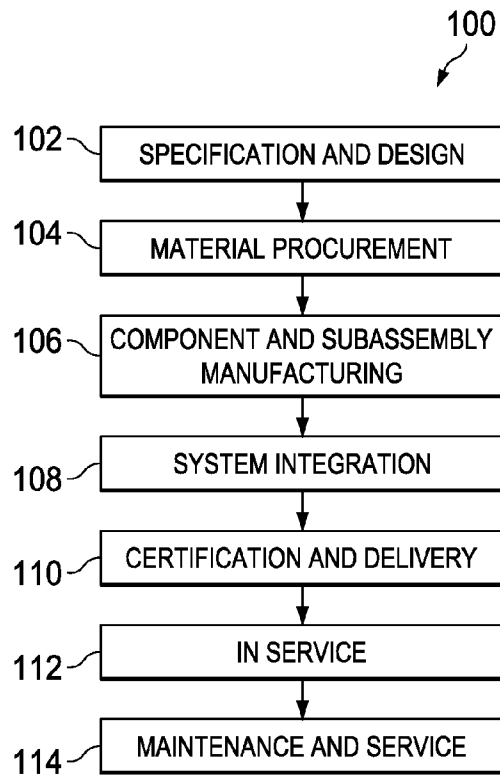 100
102 SPECIFICATION AND DESIGN
104 MATERIAL PROCUREMENT
106 COMPONENT AND SUBASSEMBLY
MANUFACTURING
108 SYSTEM INTEGRATION
110 CERTIFICATION AND DELIVERY
112 IN SERVICE
114 MAINTENANCE AND SERVICE